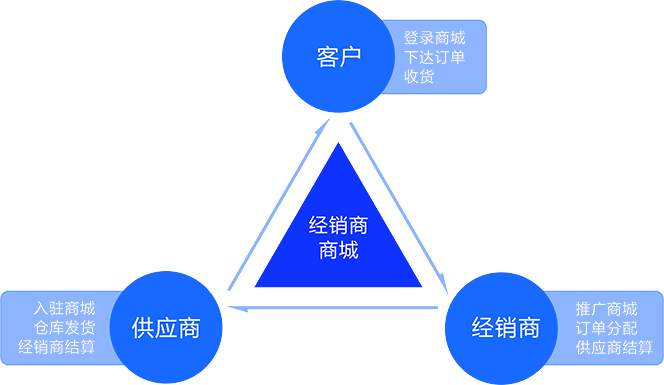 客户
登录商城
下达订单
收货
经销商
商城
入驻商城
仓库发货
经销商结算
供应商
经销商
推广商城
订单分配
供应商结算